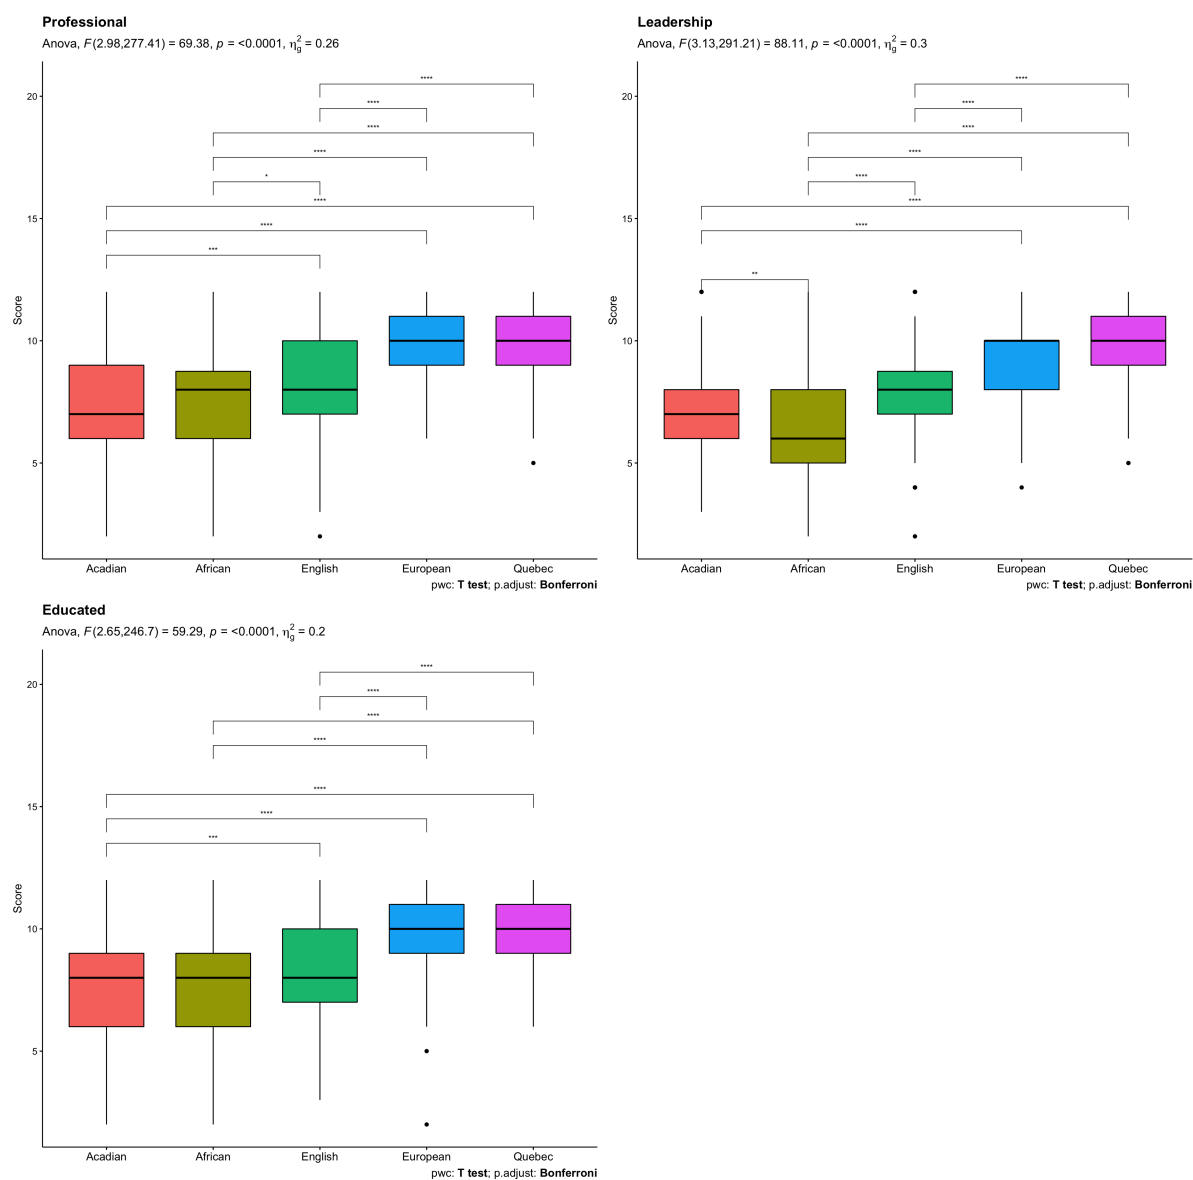 Professional
Anova, F(2.98,277.41) = 69.38, p = <0.0001, η²g = 0.26
****
****
****
****
*
****
****
***
20
15
10
5
Score
Acadian African English European Quebec
pwc: T test; p.adjust: Bonferroni
Leadership
Anova, F(3.13,291.21) = 88.11, p = <0.0001, η²g = 0.3
****
****
****
****
****
****
****
**
20
15
10
5
Score
Acadian African English European Quebec
pwc: T test; p.adjust: Bonferroni
Educated
Anova, F(2.65,246.7) = 59.29, p = <0.0001, η²g = 0.2
****
****
****
****
****
****
***
20
15
10
5
Score
Acadian African English European Quebec
pwc: T test; p.adjust: Bonferroni